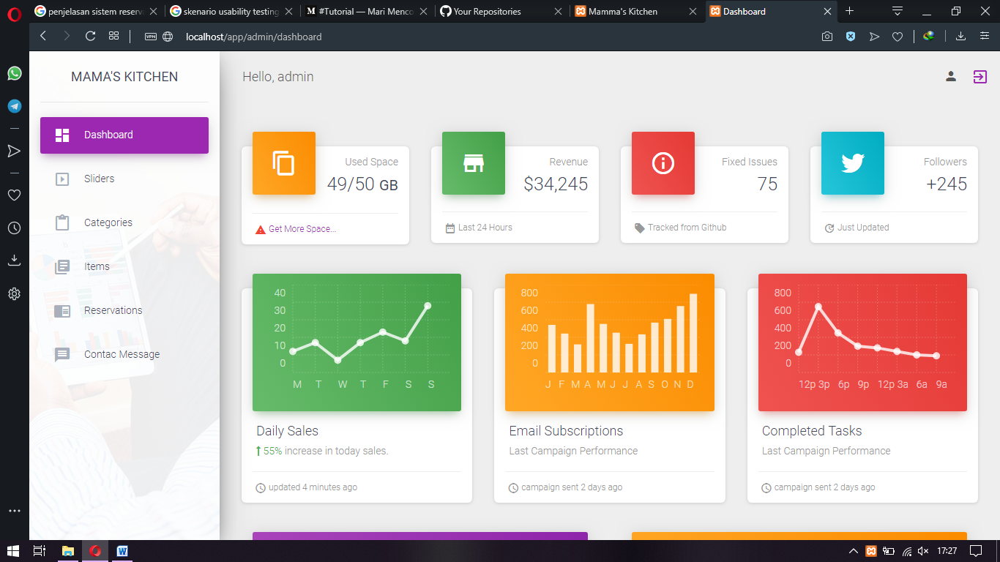 penjelasan sistem reserv
skenario usability testing
#Tutorial — Mari Menco
Your Repositories
Mamma's Kitchen
Dashboard
VPN
localhost/app/admin/dashboard
MAMA'S KITCHEN
Hello, admin
Dashboard
Sliders
Categories
Items
Reservations
Contac Message
Used Space
49/50 GB
Get More Space...
Revenue
$34,245
Last 24 Hours
Fixed Issues
75
Tracked from Github
Followers
+245
Just Updated
40
30
20
10
0
M T W T F S S
Daily Sales
55% increase in today sales.
updated 4 minutes ago
800
600
400
200
0
J F M A M J J A S O N D
Email Subscriptions
Last Campaign Performance
campaign sent 2 days ago
800
600
400
200
0
12p 3p 6p 9p 12p 3a 6a 9a
Completed Tasks
Last Campaign Performance
campaign sent 2 days ago
17:27